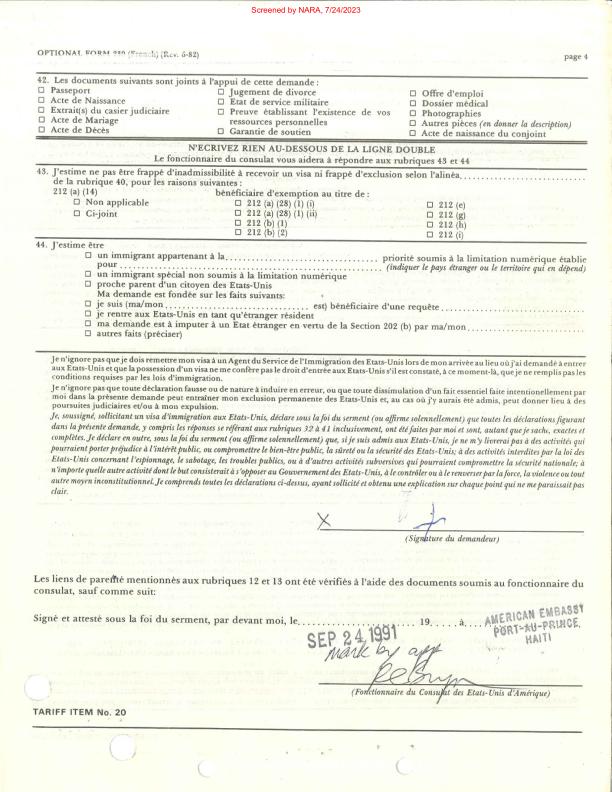 Screened by NARA, 7/24/2023
OPTIONAL FORM 230 (French) (Rev. 6-82)
page 4
42. Les documents suivants sont joints à l'appui de cette demande :
☐ Passeport
☐ Acte de Naissance
☐ Extrait(s) du casier judiciaire
☐ Acte de Mariage
☐ Acte de Décès
☐ Jugement de divorce
☐ Etat de service militaire
☐ Preuve établissant l'existence de vos
ressources personnelles
☐ Garantie de soutien
☐ Offre d'emploi
☐ Dossier médical
☐ Photographies
☐ Autres pièces (en donner la description)
☐ Acte de naissance du conjoint
N'ECRIVEZ RIEN AU-DESSOUS DE LA LIGNE DOUBLE
Le fonctionnaire du consulat vous aidera à répondre aux rubriques 43 et 44
43. J'estime ne pas être frappé d'inadmissibilité à recevoir un visa ni frappé d'exclusion selon l'alinéa
de la rubrique 40, pour les raisons suivantes :
212 (a) (14) bénéficiaire d'exemption au titre de :
☐ Non applicable
☐ Ci-joint
☐ 212 (a) (28) (1) (i)
☐ 212 (a) (28) (1) (ii)
☐ 212 (b) (1)
☐ 212 (b) (2)
☐ 212 (e)
☐ 212 (g)
☐ 212 (h)
☐ 212 (i)
44. J'estime être
☐ un immigrant appartenant à la priorité soumis à la limitation numérique établie
pour (indiquer le pays étranger ou le territoire qui en dépend)
☐ un immigrant spécial non soumis à la limitation numérique
☐ proche parent d'un citoyen des Etats-Unis
Ma demande est fondée sur les faits suivants:
☐ je suis (ma/mon est) bénéficiaire d'une requête
☐ je rentre aux Etats-Unis en tant qu'étranger résident
☐ ma demande est à imputer à un Etat étranger en vertu de la Section 202 (b) par ma/mon
☐ autres faits (préciser)
Je n'ignore pas que je dois remettre mon visa à un Agent du Service de l'Immigration des Etats-Unis lors de mon arrivée au lieu où j'ai demandé à entrer
aux Etats-Unis et que la possession d'un visa ne me confère pas le droit d'entrée aux Etats-Unis s'il est constaté, à ce moment-là, que je ne remplis pas les
conditions requises par les lois d'immigration.
Je n'ignore pas que toute déclaration fausse ou de nature à induire en erreur, ou que toute dissimulation d'un fait essentiel faite intentionnellement par
moi dans la présente demande peut entraîner mon exclusion permanente des Etats-Unis et, au cas où j'y aurais été admis, peut donner lieu à des
poursuites judiciaires et/ou à mon expulsion.
Je, soussigné, sollicitant un visa d'immigration aux Etats-Unis, déclare sous la foi du serment (ou affirme solennellement) que toutes les déclarations figurant
dans la présente demande, y compris les réponses se référant aux rubriques 32 à 41 inclusivement, ont été faites par moi et sont, autant que je sache, exactes et
complètes. Je déclare en outre, sous la foi du serment (ou affirme solennellement) que, si je suis admis aux Etats-Unis, je ne m'y livrerai pas à des activités qui
pourraient porter préjudice à l'intérêt public, ou compromettre le bien-être public, la sûreté ou la sécurité des Etats-Unis; à des activités interdites par la loi des
Etats-Unis concernant l'espionnage, le sabotage, les troubles publics, ou à d'autres activités subversives qui pourraient compromettre la sécurité nationale; à
n'importe quelle autre activité dont le but consisterait à s'opposer au Gouvernement des Etats-Unis, à le contrôler ou à le renverser par la force, la violence ou tout
autre moyen inconstitutionnel. Je comprends toutes les déclarations ci-dessus, ayant sollicité et obtenu une explication sur chaque point qui ne me paraissait pas
clair.
X
(Signature du demandeur)
Les liens de parenté mentionnés aux rubriques 12 et 13 ont été vérifiés à l'aide des documents soumis au fonctionnaire du
consulat, sauf comme suit:
Signé et attesté sous la foi du serment, par devant moi, le 19 à
AMERICAN EMBASSY
PORT-AU-PRINCE,
HAITI
SEP 24 1991
mark by app
(Fonctionnaire du Consulat des Etats-Unis d'Amérique)
TARIFF ITEM No. 20